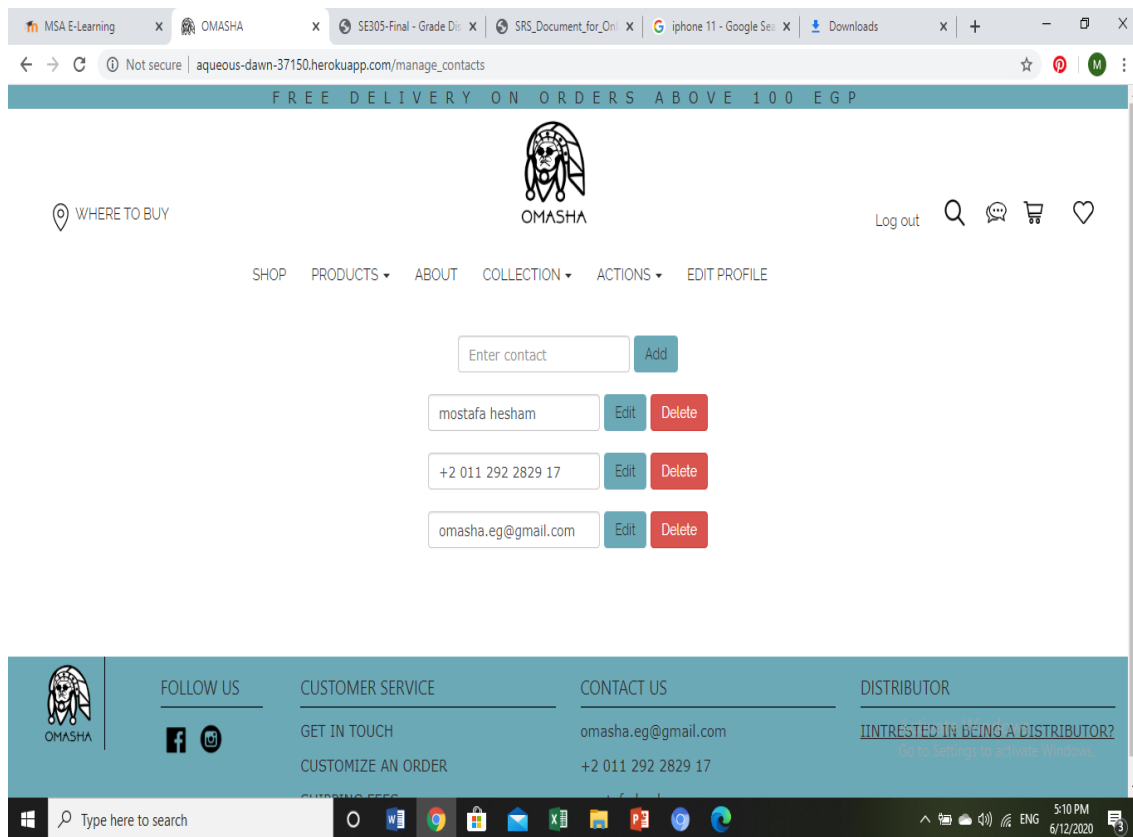 MSA E-Learning
OMASHA
SE305-Final - Grade Dis
SRS_Document_for_Onl
iphone 11 - Google Sea
Downloads
Not secure | aqueous-dawn-37150.herokuapp.com/manage_contacts
M
FREE DELIVERY ON ORDERS ABOVE 100 EGP
OMASHA
WHERE TO BUY
Log out
SHOP PRODUCTS ABOUT COLLECTION ACTIONS EDIT PROFILE
Enter contact Add
mostafa hesham Edit Delete
+2 011 292 2829 17 Edit Delete
omasha.eg@gmail.com Edit Delete
OMASHA
FOLLOW US
CUSTOMER SERVICE
GET IN TOUCH
CUSTOMIZE AN ORDER
SHIPPING FEES
CONTACT US
omasha.eg@gmail.com
+2 011 292 2829 17
DISTRIBUTOR
IINTRESTED IN BEING A DISTRIBUTOR?
Activate Windows
Go to Settings to activate Windows.
Type here to search
ENG
5:10 PM
6/12/2020
3